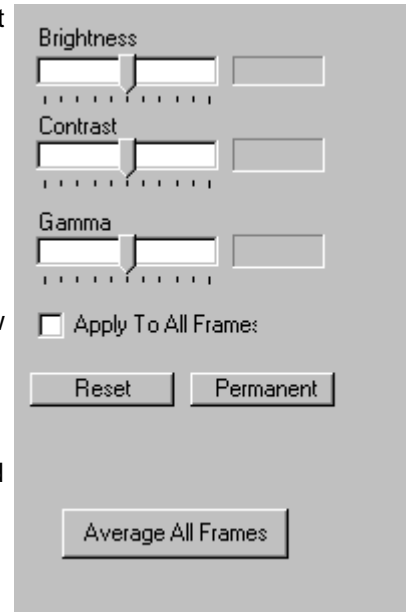 t
Brightness
Contrast
Gamma
w
Apply To All Frames
Reset Permanent
l
Average All Frames